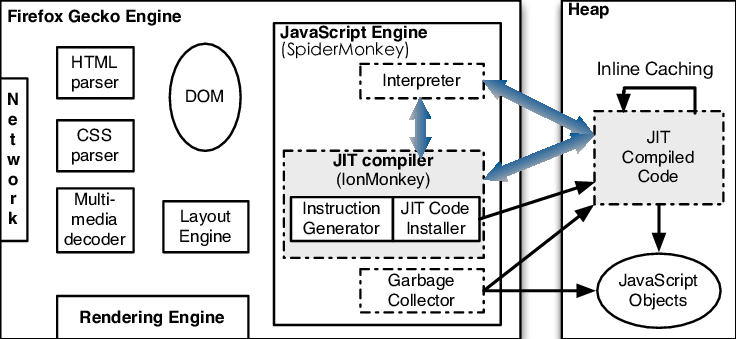 Firefox Gecko Engine
Network
HTML
parser
CSS
parser
Multi-
media
decoder
DOM
Layout
Engine
Rendering Engine
JavaScript Engine
(SpiderMonkey)
Interpreter
JIT compiler
(IonMonkey)
Instruction
Generator
JIT Code
Installer
Garbage
Collector
Heap
Inline Caching
JIT
Compiled
Code
JavaScript
Objects